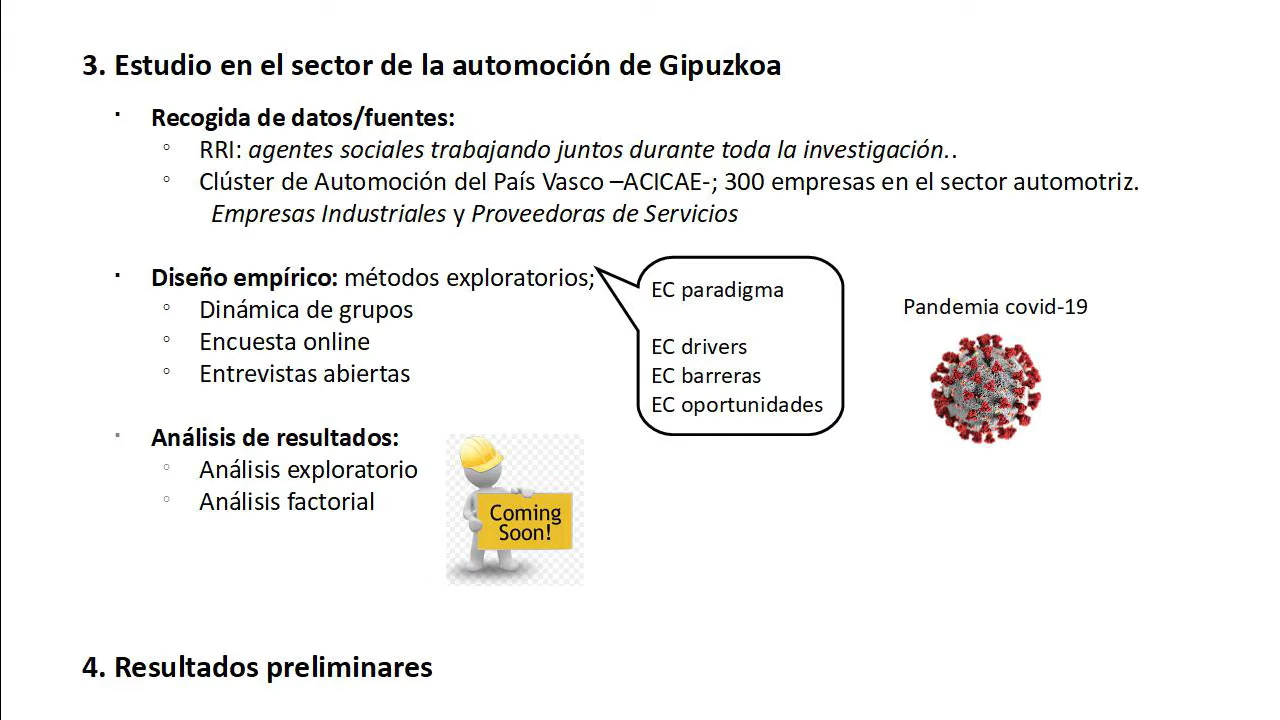 3. Estudio en el sector de la automoción de Gipuzkoa
Recogida de datos/fuentes:
RRI: agentes sociales trabajando juntos durante toda la investigación..
Clúster de Automoción del País Vasco –ACICAE-; 300 empresas en el sector automotriz.
Empresas Industriales y Proveedoras de Servicios
Diseño empírico: métodos exploratorios;
Dinámica de grupos
Encuesta online
Entrevistas abiertas
EC paradigma
EC drivers
EC barreras
EC oportunidades
Pandemia covid-19
Análisis de resultados:
Análisis exploratorio
Análisis factorial
Coming
Soon!
4. Resultados preliminares